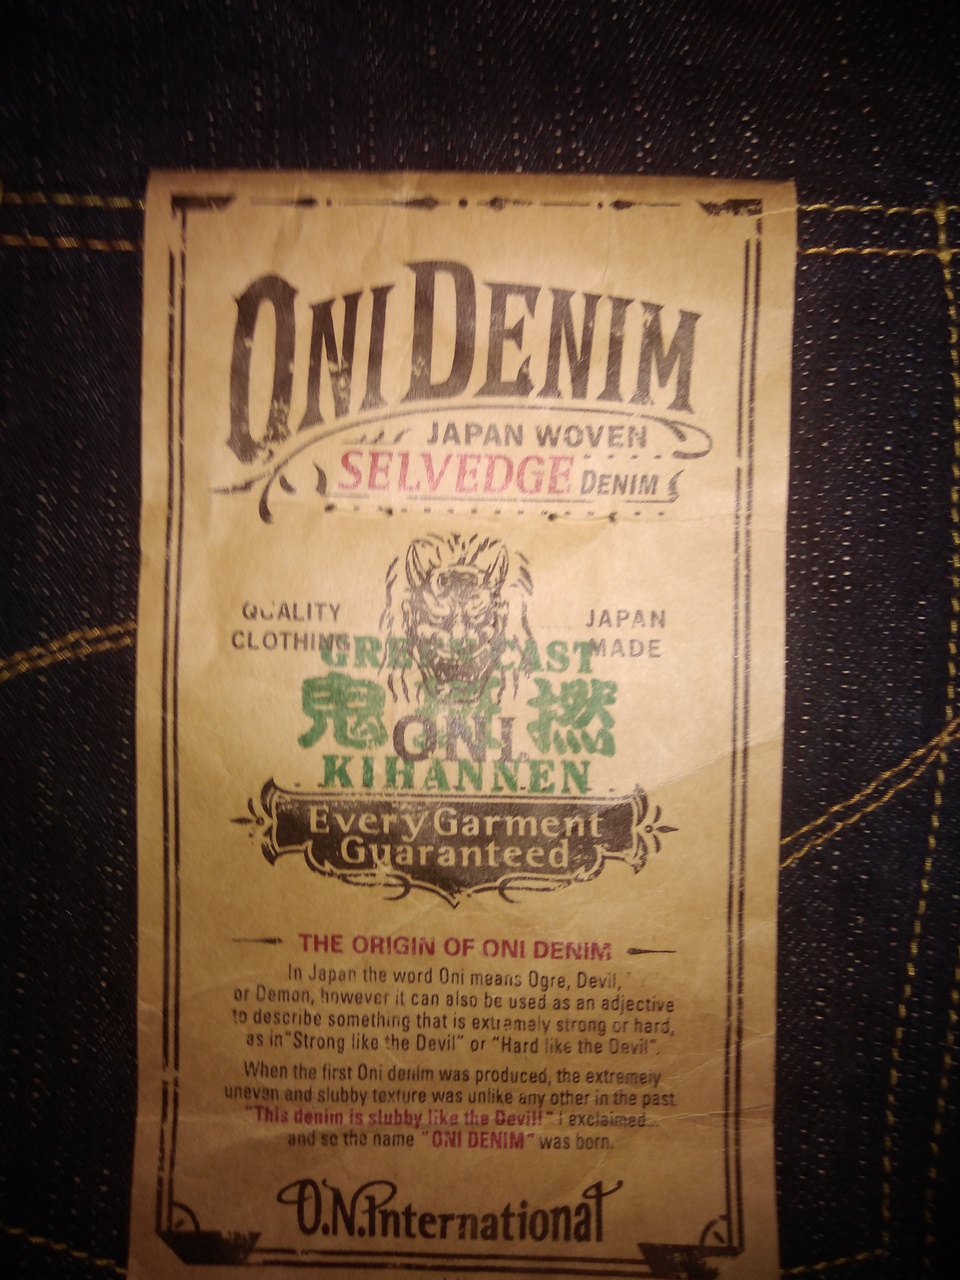 ONI DENIM
JAPAN WOVEN
SELVEDGE DENIM
QUALITY
CLOTHING
JAPAN
MADE
GREEN CAST
鬼 撚
ONI
KIHANNEN
Every Garment
Guaranteed
THE ORIGIN OF ONI DENIM
In Japan the word Oni means Ogre, Devil,
or Demon, however it can also be used as an adjective
to describe something that is extramaly strong or hard,
as in "Strong like the Devil" or "Hard like the Devil".
When the first Oni denim was produced, the extremely
uneven and slubby texture was unlike any other in the past.
"This denim is slubby like the Devil!" I exclaimed...
and so the name "ONI DENIM" was born.
O.N.International